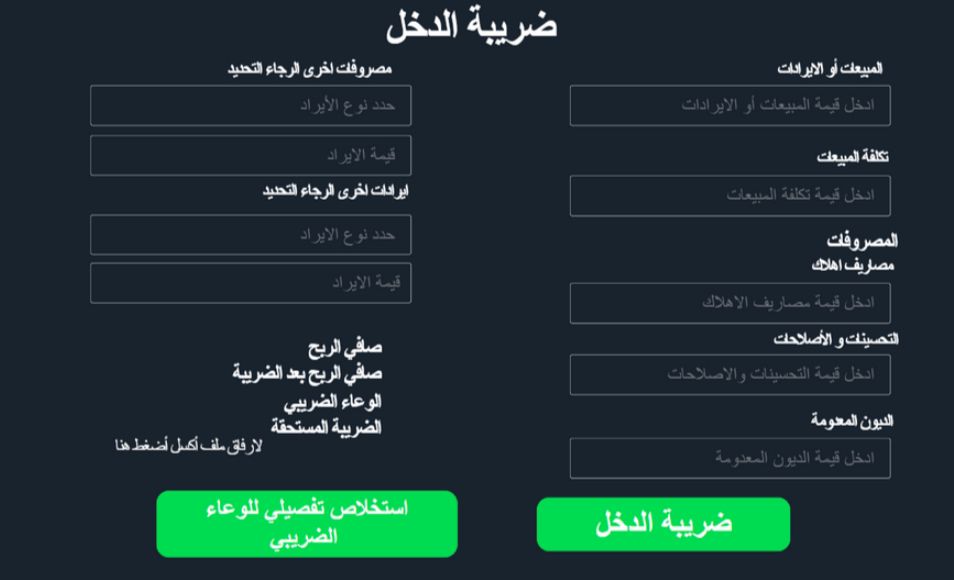 ضريبة الدخل
المبيعات أو الايرادات
ادخل قيمة المبيعات أو الايرادات
تكلفة المبيعات
ادخل قيمة تكلفة المبيعات
المصروفات
مصاريف اهلاك
ادخل قيمة مصاريف الاهلاك
التحسينات و الأصلاحات
ادخل قيمة التحسينات والاصلاحات
الديون المعدومة
ادخل قيمة الديون المعدومة
ضريبة الدخل
مصروفات اخرى الرجاء التحديد
حدد نوع الأيراد
قيمة الايراد
ايرادات اخرى الرجاء التحديد
حدد نوع الايراد
قيمة الايراد
صافي الربح
صافي الربح بعد الضريبة
الوعاء الضريبي
الضريبة المستحقة
لارفاق ملف أكسل أضغط هنا
استخلاص تفصيلي للوعاء
الضريبي